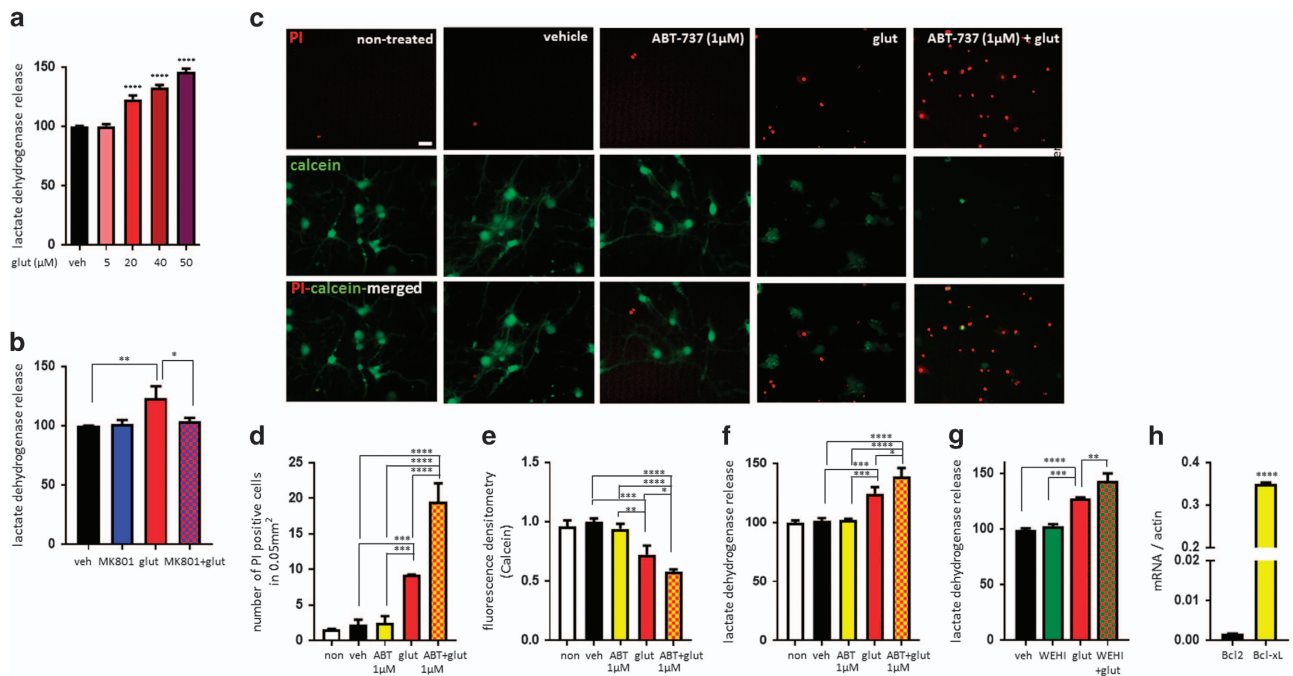 a
lactate dehydrogenase release
150
100
50
0
veh 5 20 40 50
glut (μM)
**** **** ****
b
lactate dehydrogenase release
150
100
50
0
** *
veh MK801 glut MK801+glut
c
PI
non-treated
vehicle
ABT-737 (1μM)
glut
ABT-737 (1μM) + glut
calcein
PI-calcein-merged
d
number of PI positive cells
in 0.05mm²
25
20
15
10
5
0
****
****
****
***
***
non veh ABT glut ABT+glut
1μM 1μM
e
fluorescence densitometry
(Calcein)
1.5
1.0
0.5
0.0
****
****
*** *
**
non veh ABT glut ABT+glut
1μM 1μM
f
lactate dehydrogenase release
150
100
50
0
****
****
*** *
***
non veh ABT glut ABT+glut
1μM 1μM
g
lactate dehydrogenase release
150
100
50
0
**** **
***
veh WEHI glut WEHI
+glut
h
mRNA / actin
0.4
0.3
0.2
0.02
0.01
0.00
****
Bcl2 Bcl-xL